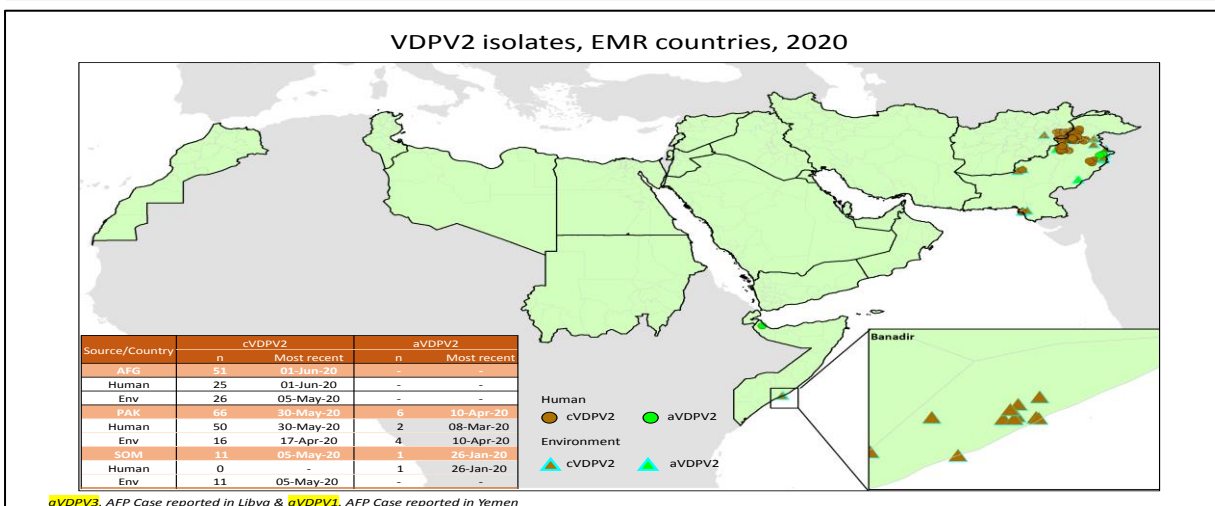 VDPV2 isolates, EMR countries, 2020
Source/Country cVDPV2 aVDPV2
n Most recent n Most recent
AFG 51 01-Jun-20 - -
Human 25 01-Jun-20 - -
Env 26 05-May-20 - -
PAK 66 30-May-20 6 10-Apr-20
Human 50 30-May-20 2 08-Mar-20
Env 16 17-Apr-20 4 10-Apr-20
SOM 11 05-May-20 1 26-Jan-20
Human 0 - 1 26-Jan-20
Env 11 05-May-20 - -
Human
cVDPV2 aVDPV2
Environment
cVDPV2 aVDPV2
Banadir
aVDPV3, AFP Case reported in Libya & aVDPV1, AFP Case reported in Yemen